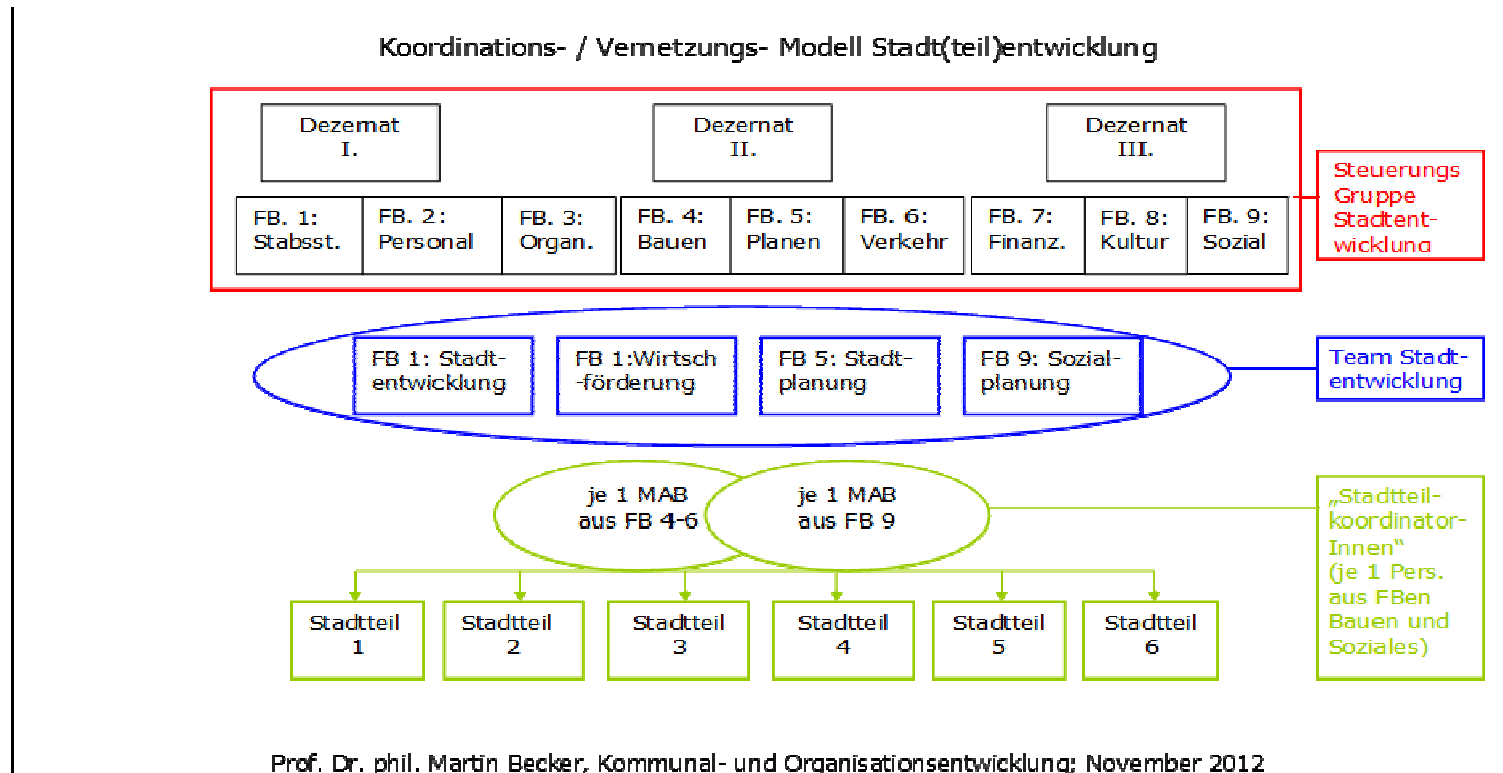 Koordinations- / Vernetzungs- Modell Stadt(teil)entwicklung
Dezernat
I.
Dezernat
II.
Dezernat
III.
FB. 1:
Stabsst.
FB. 2:
Personal
FB. 3:
Organ.
FB. 4:
Bauen
FB. 5:
Planen
FB. 6:
Verkehr
FB. 7:
Finanz.
FB. 8:
Kultur
FB. 9:
Sozial
Steuerungs
Gruppe
Stadtent-
wicklung
FB 1: Stadt-
entwicklung
FB 1:Wirtsch
-förderung
FB 5: Stadt-
planung
FB 9: Sozial-
planung
Team Stadt-
entwicklung
je 1 MAB
aus FB 4-6
je 1 MAB
aus FB 9
„Stadtteil-
koordinator-
Innen“
(je 1 Pers.
aus FBen
Bauen und
Soziales)
Stadtteil
1
Stadtteil
2
Stadtteil
3
Stadtteil
4
Stadtteil
5
Stadtteil
6
Prof. Dr. phil. Martin Becker, Kommunal- und Organisationsentwicklung; November 2012